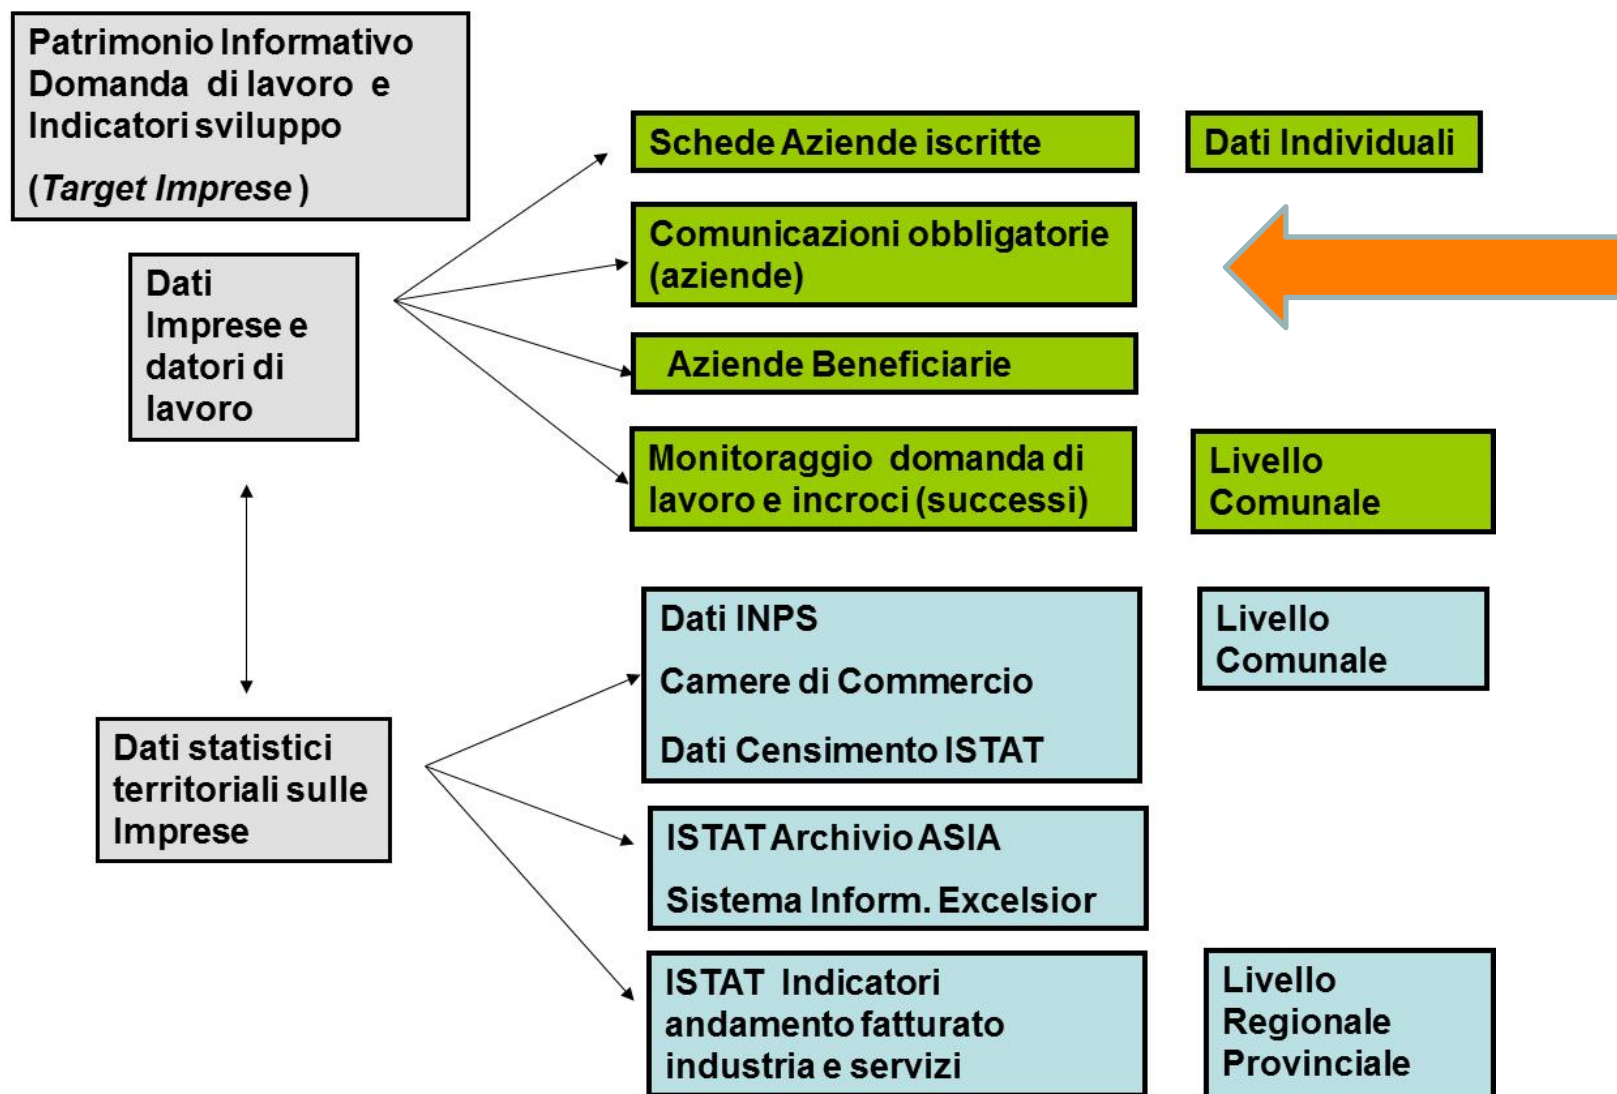 Patrimonio Informativo
Domanda di lavoro e
Indicatori sviluppo
(Target Imprese )
Schede Aziende iscritte
Dati Individuali
Comunicazioni obbligatorie
(aziende)
Dati
Imprese e
datori di
lavoro
Aziende Beneficiarie
Monitoraggio domanda di
lavoro e incroci (successi)
Livello
Comunale
Dati INPS
Camere di Commercio
Dati Censimento ISTAT
Livello
Comunale
Dati statistici
territoriali sulle
Imprese
ISTAT Archivio ASIA
Sistema Inform. Excelsior
ISTAT Indicatori
andamento fatturato
industria e servizi
Livello
Regionale
Provinciale